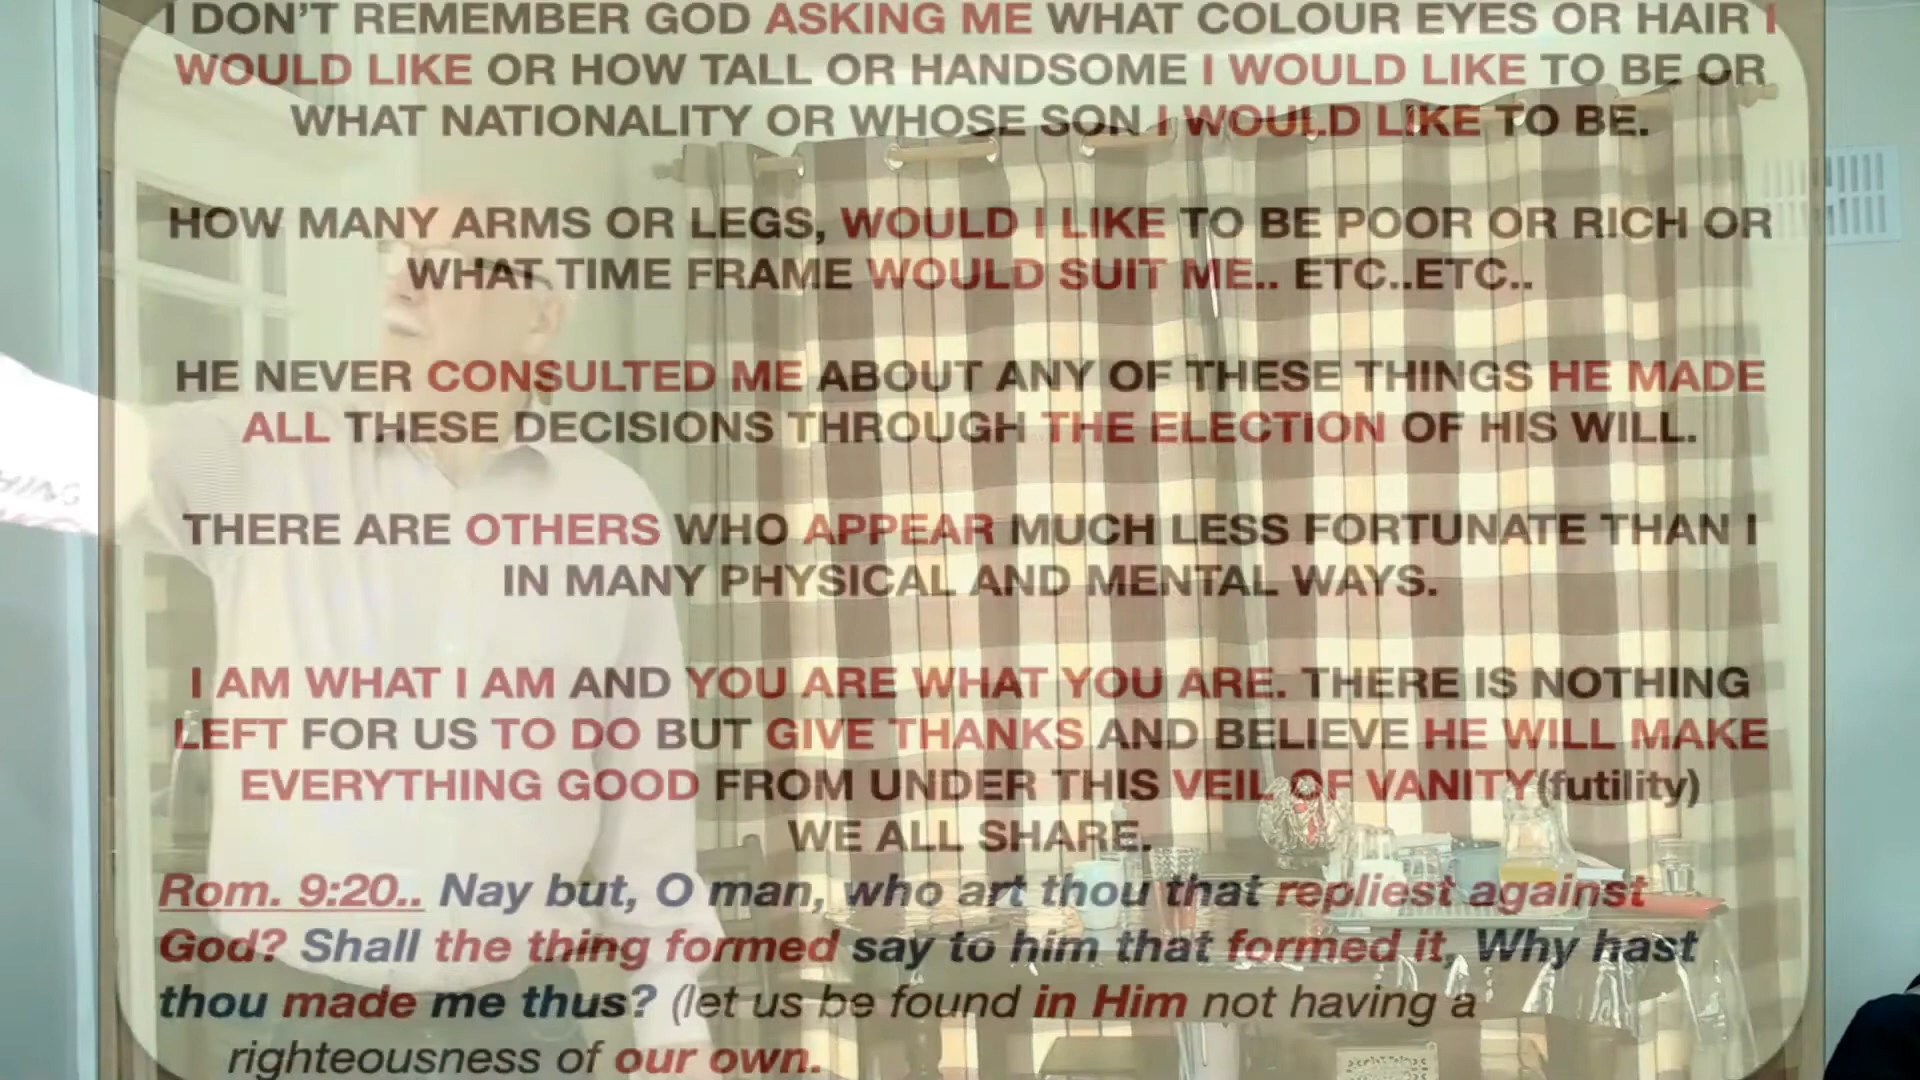 I DON'T REMEMBER GOD ASKING ME WHAT COLOUR EYES OR HAIR I
WOULD LIKE OR HOW TALL OR HANDSOME I WOULD LIKE TO BE OR
WHAT NATIONALITY OR WHOSE SON I WOULD LIKE TO BE.
HOW MANY ARMS OR LEGS, WOULD I LIKE TO BE POOR OR RICH OR
WHAT TIME FRAME WOULD SUIT ME.. ETC..ETC..
HE NEVER CONSULTED ME ABOUT ANY OF THESE THINGS HE MADE
ALL THESE DECISIONS THROUGH THE ELECTION OF HIS WILL.
THERE ARE OTHERS WHO APPEAR MUCH LESS FORTUNATE THAN I
IN MANY PHYSICAL AND MENTAL WAYS.
I AM WHAT I AM AND YOU ARE WHAT YOU ARE. THERE IS NOTHING
LEFT FOR US TO DO BUT GIVE THANKS AND BELIEVE HE WILL MAKE
EVERYTHING GOOD FROM UNDER THIS VEIL OF VANITY(futility)
WE ALL SHARE.
Rom. 9:20.. Nay but, O man, who art thou that repliest against
God? Shall the thing formed say to him that formed it, Why hast
thou made me thus? (let us be found in Him not having a
righteousness of our own.